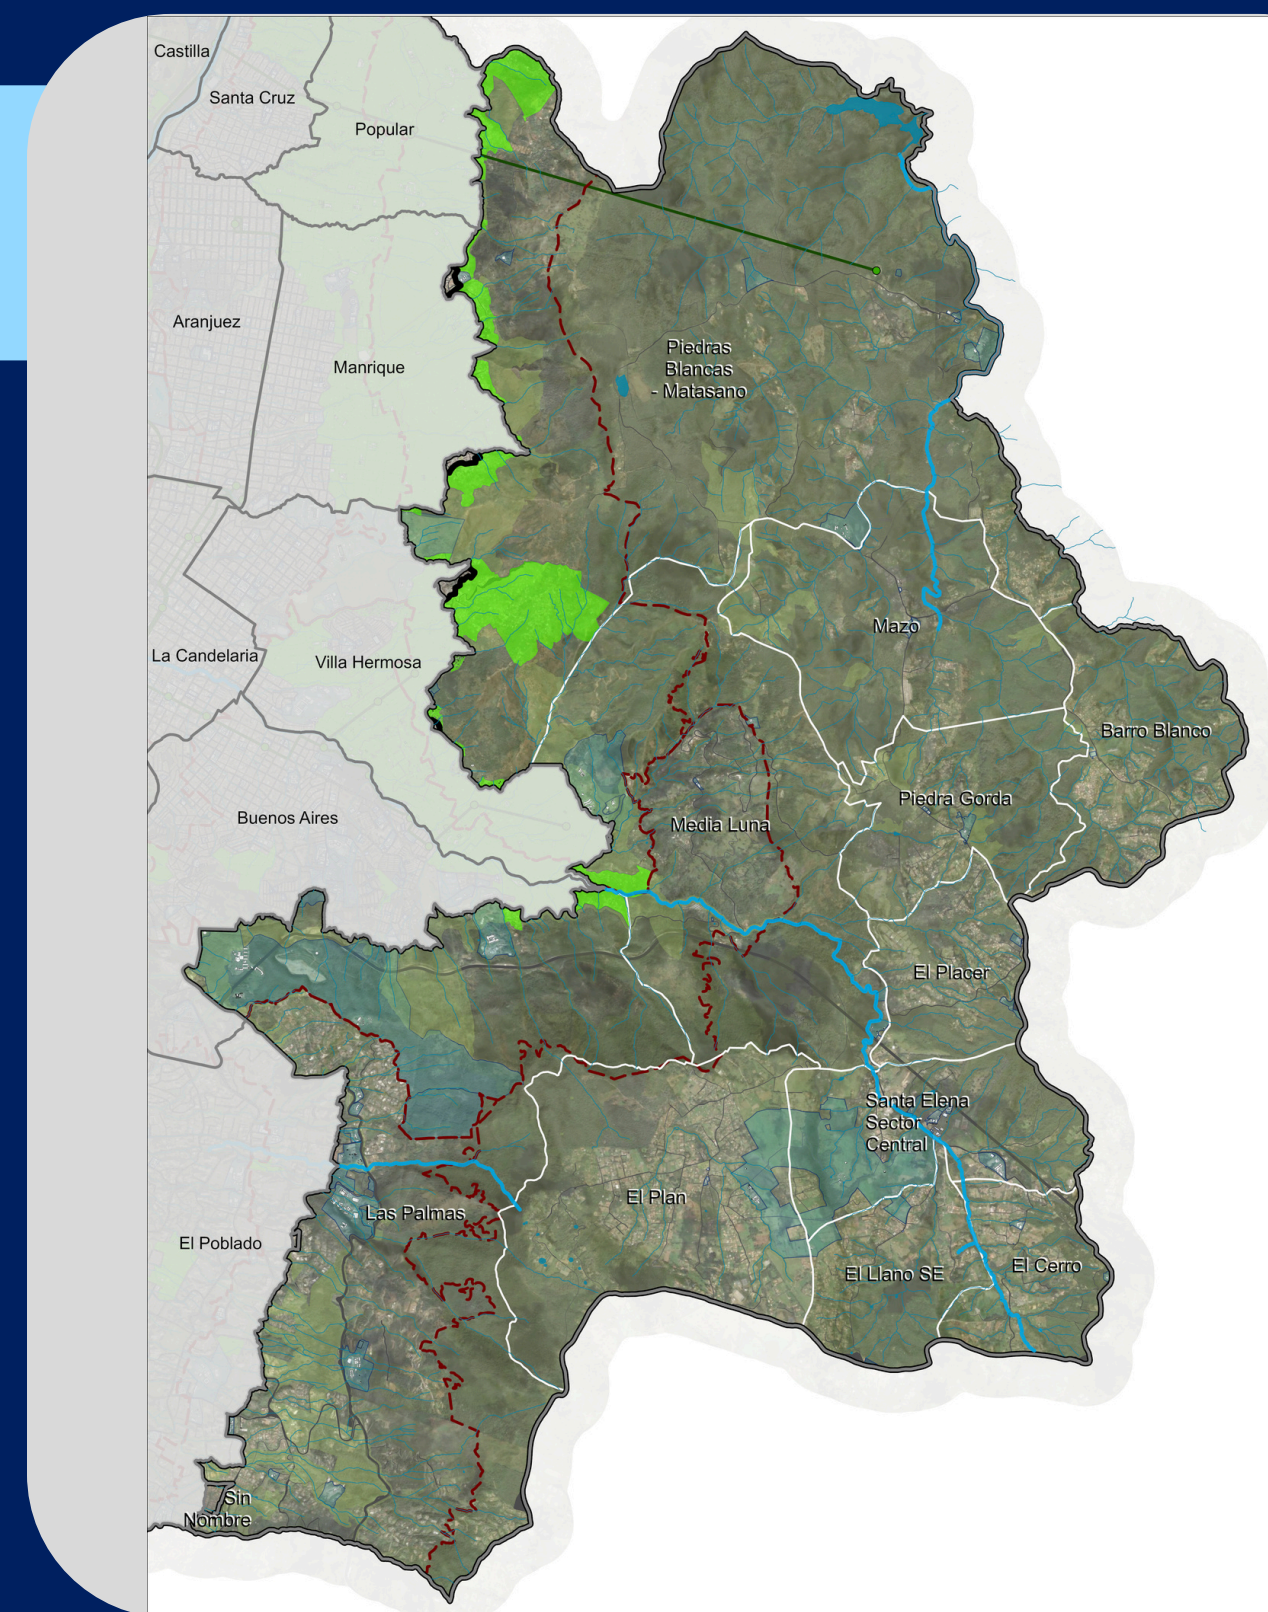 Castilla
Santa Cruz
Popular
Aranjuez
Manrique
Piedras
Blancas
- Matasano
Mazo
La Candelaria
Villa Hermosa
Barro Blanco
Piedra Gorda
Buenos Aires
Media Luna
El Placer
Santa Elena
Sector
Central
El Plan
Las Palmas
El Poblado
El Llano SE
El Cerro
Sin
Nombre